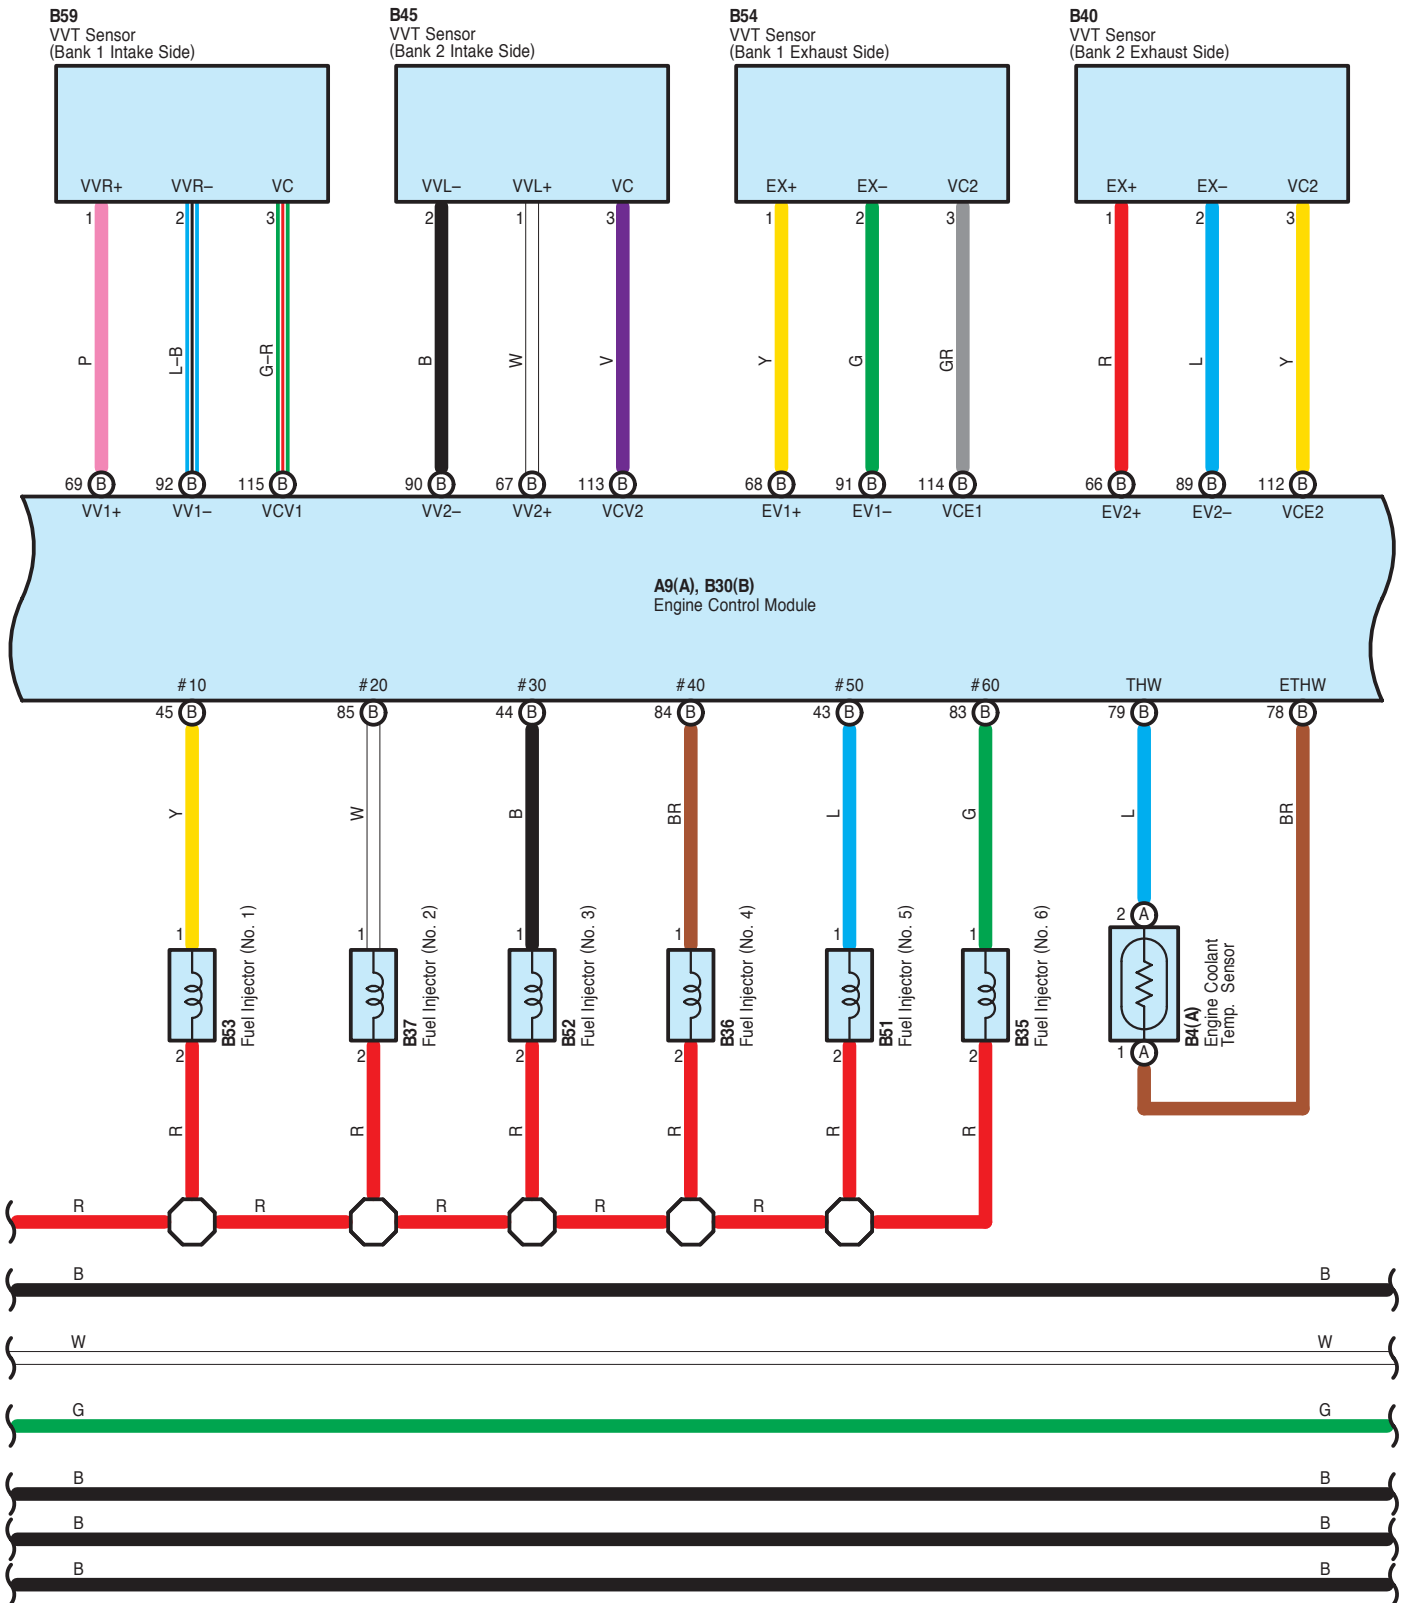 B59
VVT Sensor
(Bank 1 Intake Side)
B45
VVT Sensor
(Bank 2 Intake Side)
B54
VVT Sensor
(Bank 1 Exhaust Side)
B40
VVT Sensor
(Bank 2 Exhaust Side)
VVR+ VVR– VC
VVL– VVL+ VC
EX+ EX– VC2
EX+ EX– VC2
1 2 3
2 1 3
1 2 3
1 2 3
P L–B G–R
B W V
Y G GR
R L Y
69 B 92 B 115 B
90 B 67 B 113 B
68 B 91 B 114 B
66 B 89 B 112 B
VV1+ VV1– VCV1
VV2– VV2+ VCV2
EV1+ EV1– VCE1
EV2+ EV2– VCE2
A9(A), B30(B)
Engine Control Module
#10 #20 #30 #40 #50 #60 THW ETHW
45 B 85 B 44 B 84 B 43 B 83 B 79 B 78 B
Y W B BR L G L BR
1 1 1 1 1 1 2 A
B53
Fuel Injector (No. 1)
B37
Fuel Injector (No. 2)
B52
Fuel Injector (No. 3)
B36
Fuel Injector (No. 4)
B51
Fuel Injector (No. 5)
B35
Fuel Injector (No. 6)
B4(A)
Engine Coolant
Temp. Sensor
2 2 2 2 2 2 1 A
R R R R R R
R R R R R
B B
W W
G G
B B
B B
B B